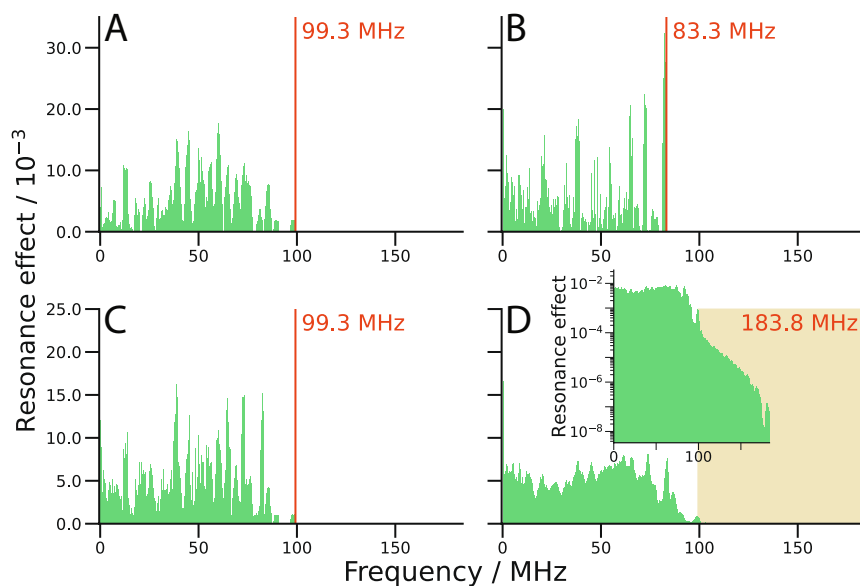 A
99.3 MHz
B
83.3 MHz
Resonance effect / 10⁻³
30.0
20.0
10.0
0.0
0
50
100
150
0
50
100
150
C
99.3 MHz
25.0
20.0
15.0
10.0
5.0
0.0
0
50
100
150
D
183.8 MHz
Resonance effect
10⁻²
10⁻⁴
10⁻⁶
10⁻⁸
0
100
0
50
100
150
Frequency / MHz